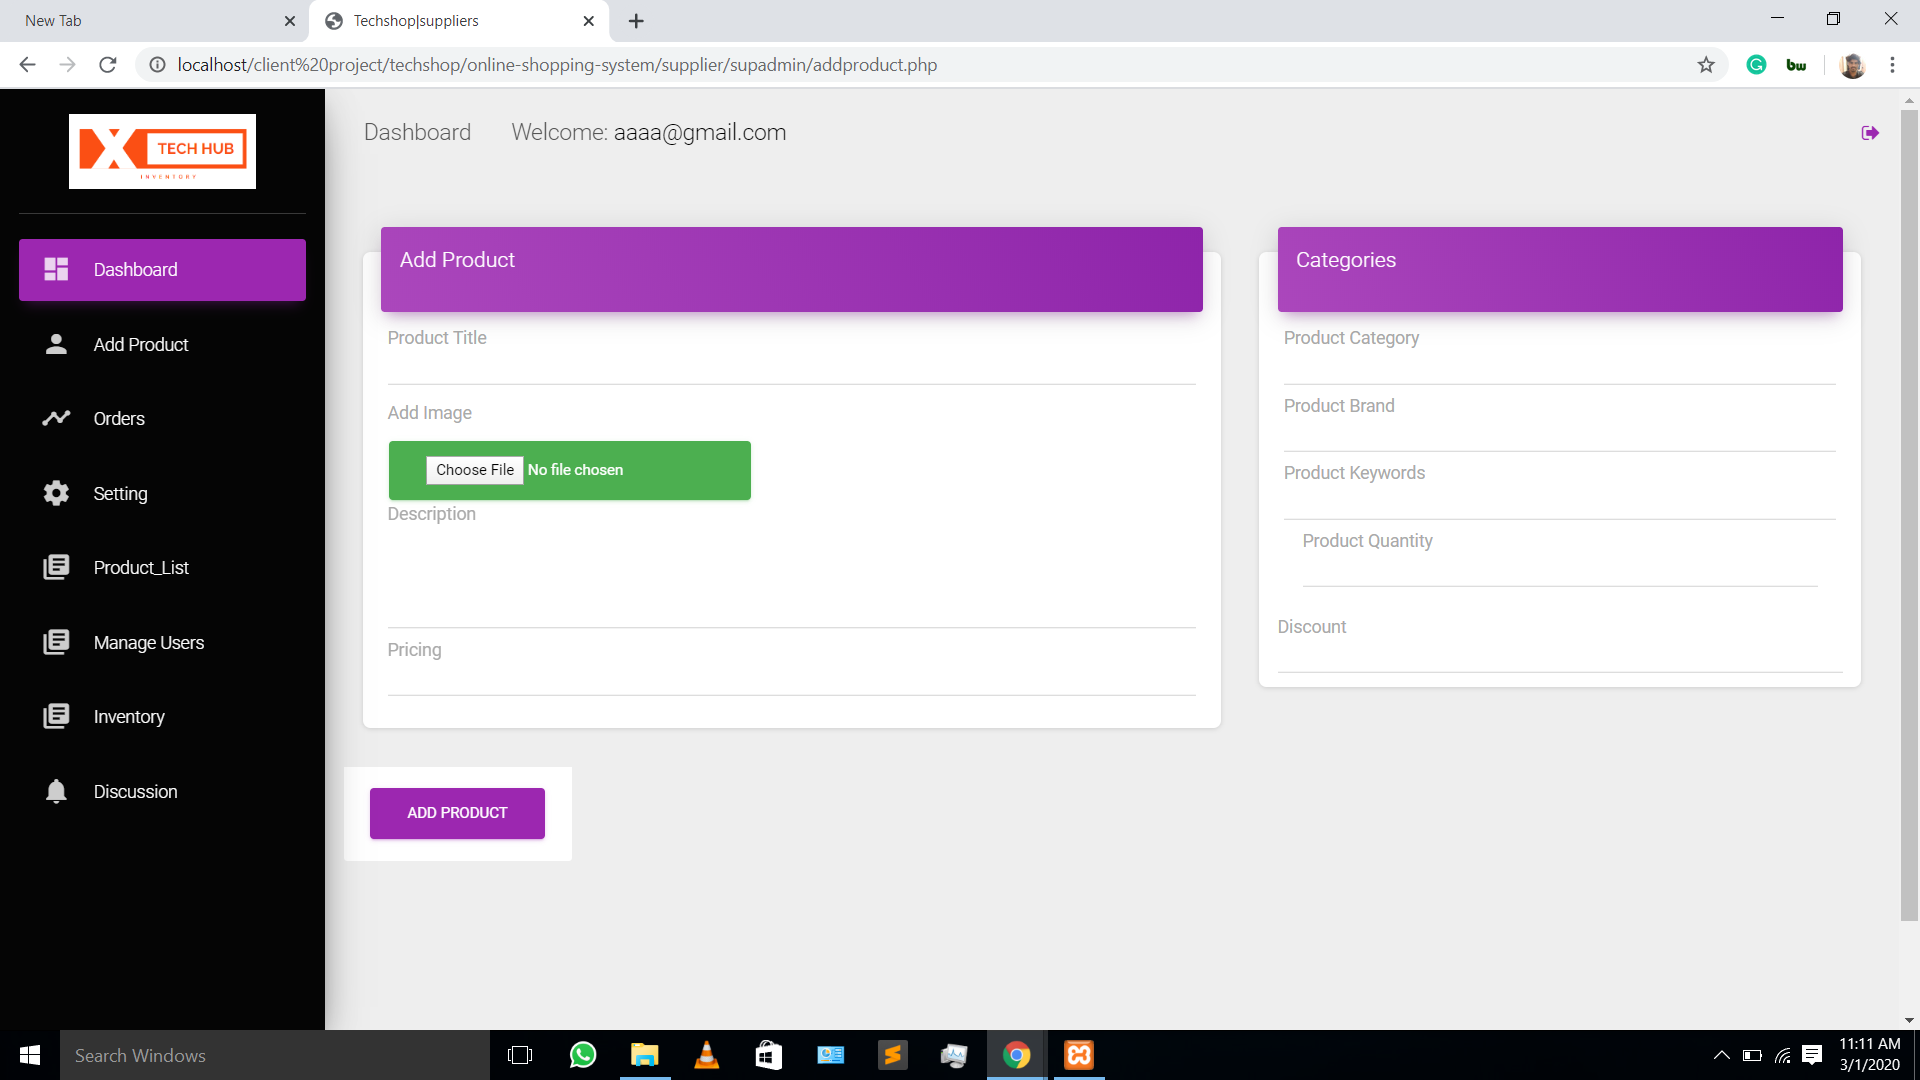 New Tab
Techshop|suppliers
localhost/client%20project/techshop/online-shopping-system/supplier/supadmin/addproduct.php
bw
X TECH HUB
INVENTORY
Dashboard
Welcome: aaaa@gmail.com
Dashboard
Add Product
Orders
Setting
Product_List
Manage Users
Inventory
Discussion
Add Product
Product Title
Add Image
Choose File No file chosen
Description
Pricing
Categories
Product Category
Product Brand
Product Keywords
Product Quantity
Discount
ADD PRODUCT
Search Windows
11:11 AM
3/1/2020